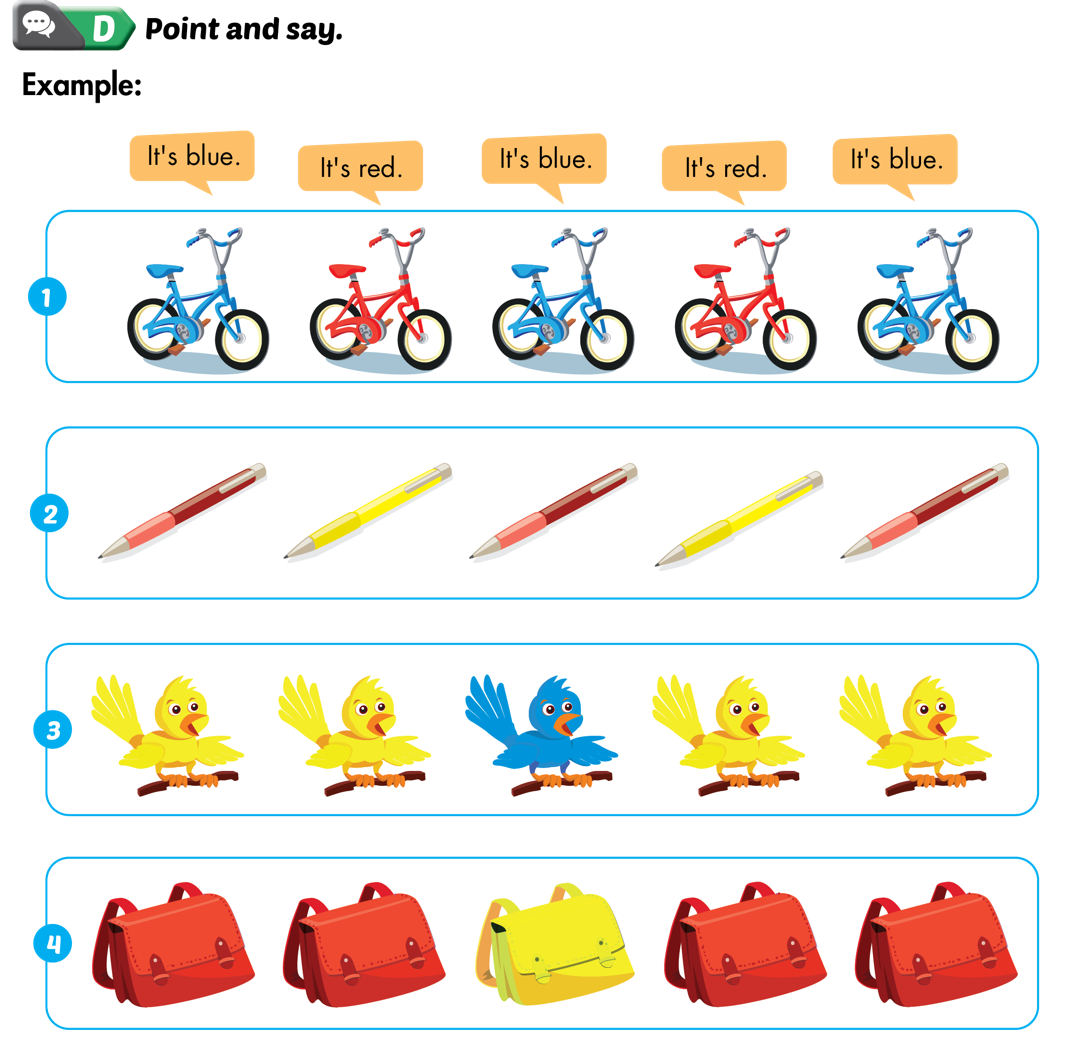 D Point and say.
Example:
It's blue.
It's red.
It's blue.
It's red.
It's blue.
1
2
3
4